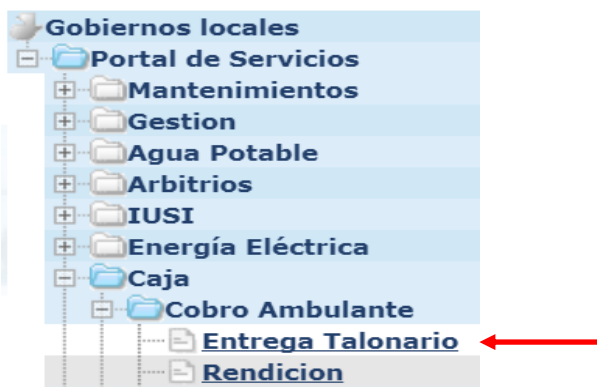 Gobiernos locales
Portal de Servicios
Mantenimientos
Gestion
Agua Potable
Arbitrios
IUSI
Energía Eléctrica
Caja
Cobro Ambulante
Entrega Talonario
Rendicion